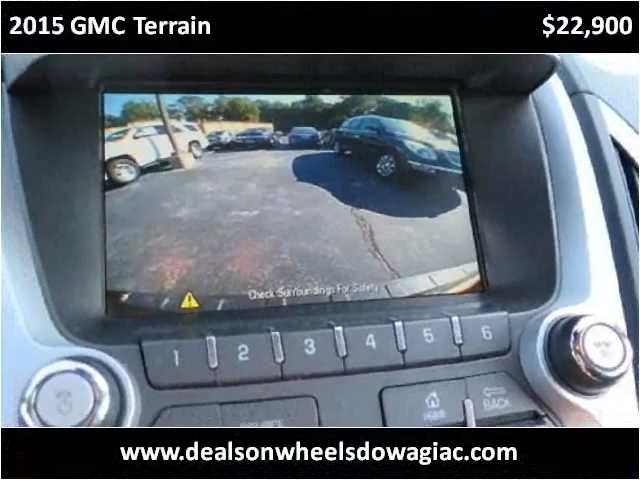 2015 GMC Terrain $22,900
Check Surroundings For Safety
1 2 3 4 5 6
HOME BACK
www.dealsonwheelsdowagiac.com